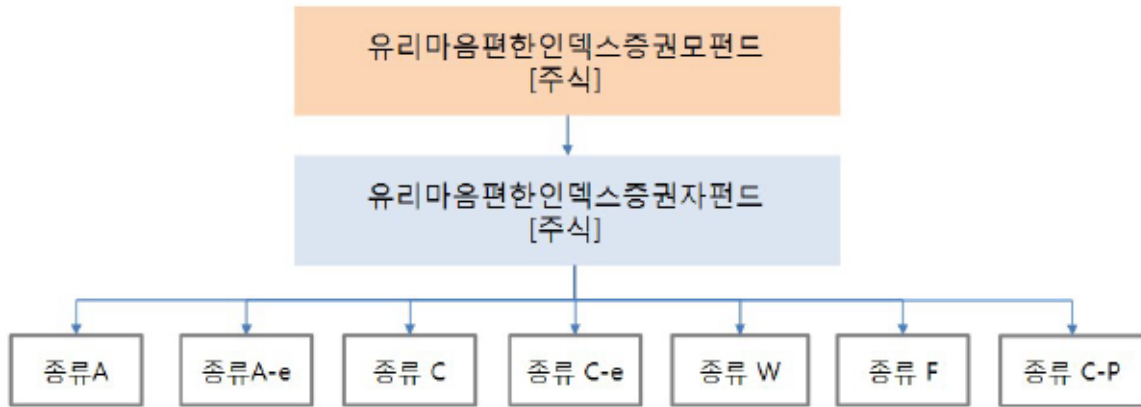 유리마음편한인덱스증권모펀드
[주식]
유리마음편한인덱스증권자펀드
[주식]
종류A
종류A-e
종류 C
종류 C-e
종류 W
종류 F
종류 C-P